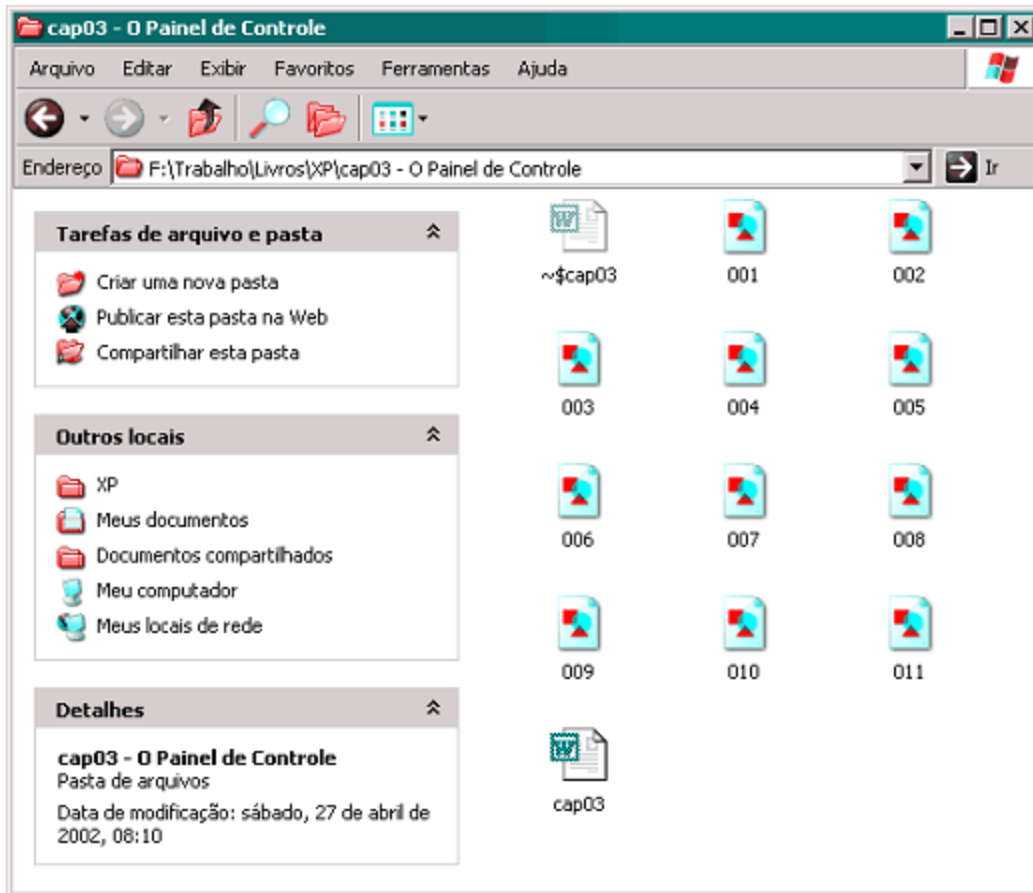 cap03 - O Painel de Controle
Arquivo Editar Exibir Favoritos Ferramentas Ajuda
Endereço F:\Trabalho\Livros\XP\cap03 - O Painel de Controle Ir
Tarefas de arquivo e pasta
Criar uma nova pasta
Publicar esta pasta na Web
Compartilhar esta pasta
Outros locais
XP
Meus documentos
Documentos compartilhados
Meu computador
Meus locais de rede
Detalhes
cap03 - O Painel de Controle
Pasta de arquivos
Data de modificação: sábado, 27 de abril de
2002, 08:10
~$cap03 001 002
003 004 005
006 007 008
009 010 011
cap03